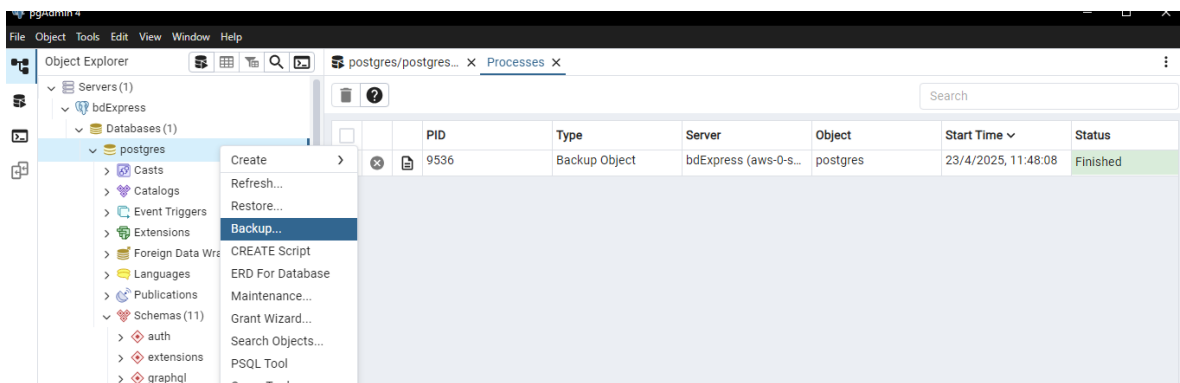 pgAdmin 4
File Object Tools Edit View Window Help
Object Explorer
postgres/postgres... Processes
Servers (1)
bdExpress
Databases (1)
postgres
Casts
Catalogs
Event Triggers
Extensions
Foreign Data Wra
Languages
Publications
Schemas (11)
auth
extensions
graphql
Create
Refresh...
Restore...
Backup...
CREATE Script
ERD For Database
Maintenance...
Grant Wizard...
Search Objects...
PSQL Tool
Search
PID Type Server Object Start Time Status
9536 Backup Object bdExpress (aws-0-s... postgres 23/4/2025, 11:48:08 Finished